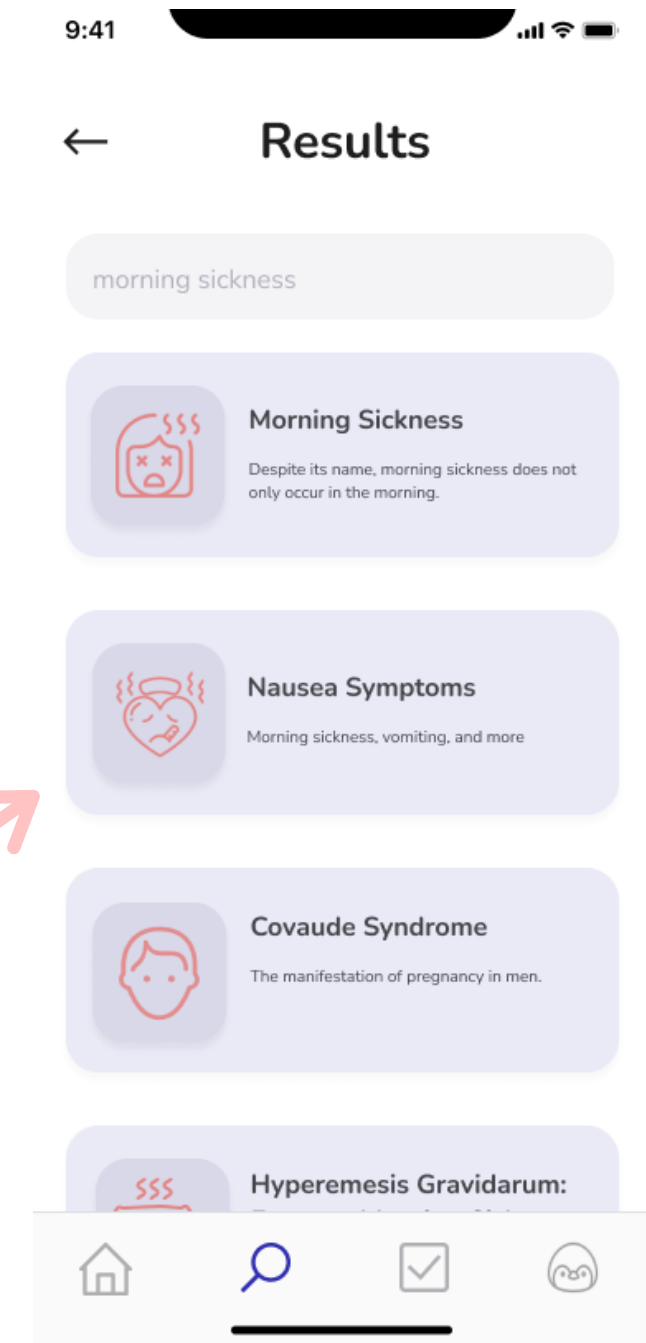 9:41
Results
morning sickness
Morning Sickness
Despite its name, morning sickness does not
only occur in the morning.
Nausea Symptoms
Morning sickness, vomiting, and more
Covaude Syndrome
The manifestation of pregnancy in men.
Hyperemesis Gravidarum: